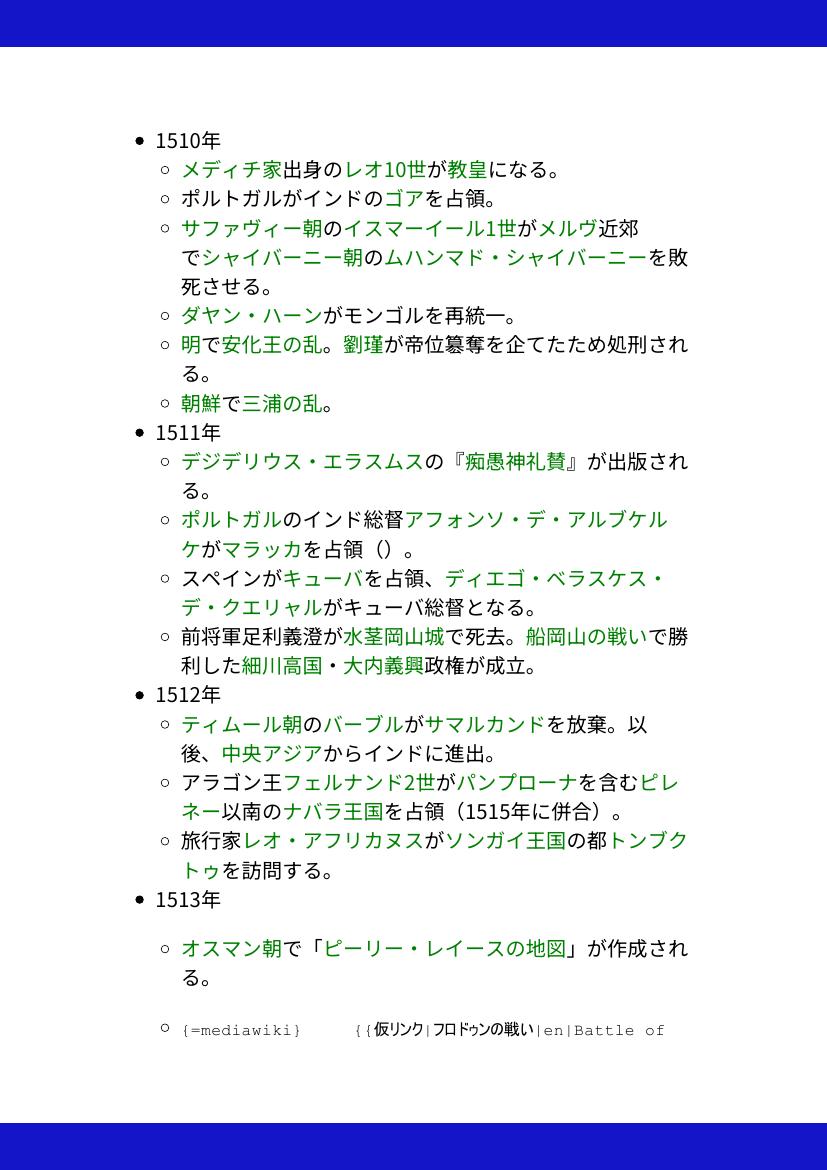 • 1510年
◦ メディチ家出身のレオ10世が教皇になる。
◦ ポルトガルがインドのゴアを占領。
◦ サファヴィー朝のイスマーイール1世がメルヴ近郊
でシャイバーニー朝のムハンマド・シャイバーニーを敗
死させる。
◦ ダヤン・ハーンがモンゴルを再統一。
◦ 明で安化王の乱。劉瑾が帝位簒奪を企てたため処刑され
る。
◦ 朝鮮で三浦の乱。
• 1511年
◦ デジデリウス・エラスムスの『痴愚神礼賛』が出版され
る。
◦ ポルトガルのインド総督アフォンソ・デ・アルブケル
ケがマラッカを占領（）。
◦ スペインがキューバを占領、ディエゴ・ベラスケス・
デ・クエリャルがキューバ総督となる。
◦ 前将軍足利義澄が水茎岡山城で死去。船岡山の戦いで勝
利した細川高国・大内義興政権が成立。
• 1512年
◦ ティムール朝のバーブルがサマルカンドを放棄。以
後、中央アジアからインドに進出。
◦ アラゴン王フェルナンド2世がパンプローナを含むピレ
ネー以南のナバラ王国を占領（1515年に併合）。
◦ 旅行家レオ・アフリカヌスがソンガイ王国の都トンブク
トゥを訪問する。
• 1513年
◦ オスマン朝で「ピーリー・レイースの地図」が作成され
る。
◦ {=mediawiki} {{仮リンク|フロドゥンの戦い|en|Battle of